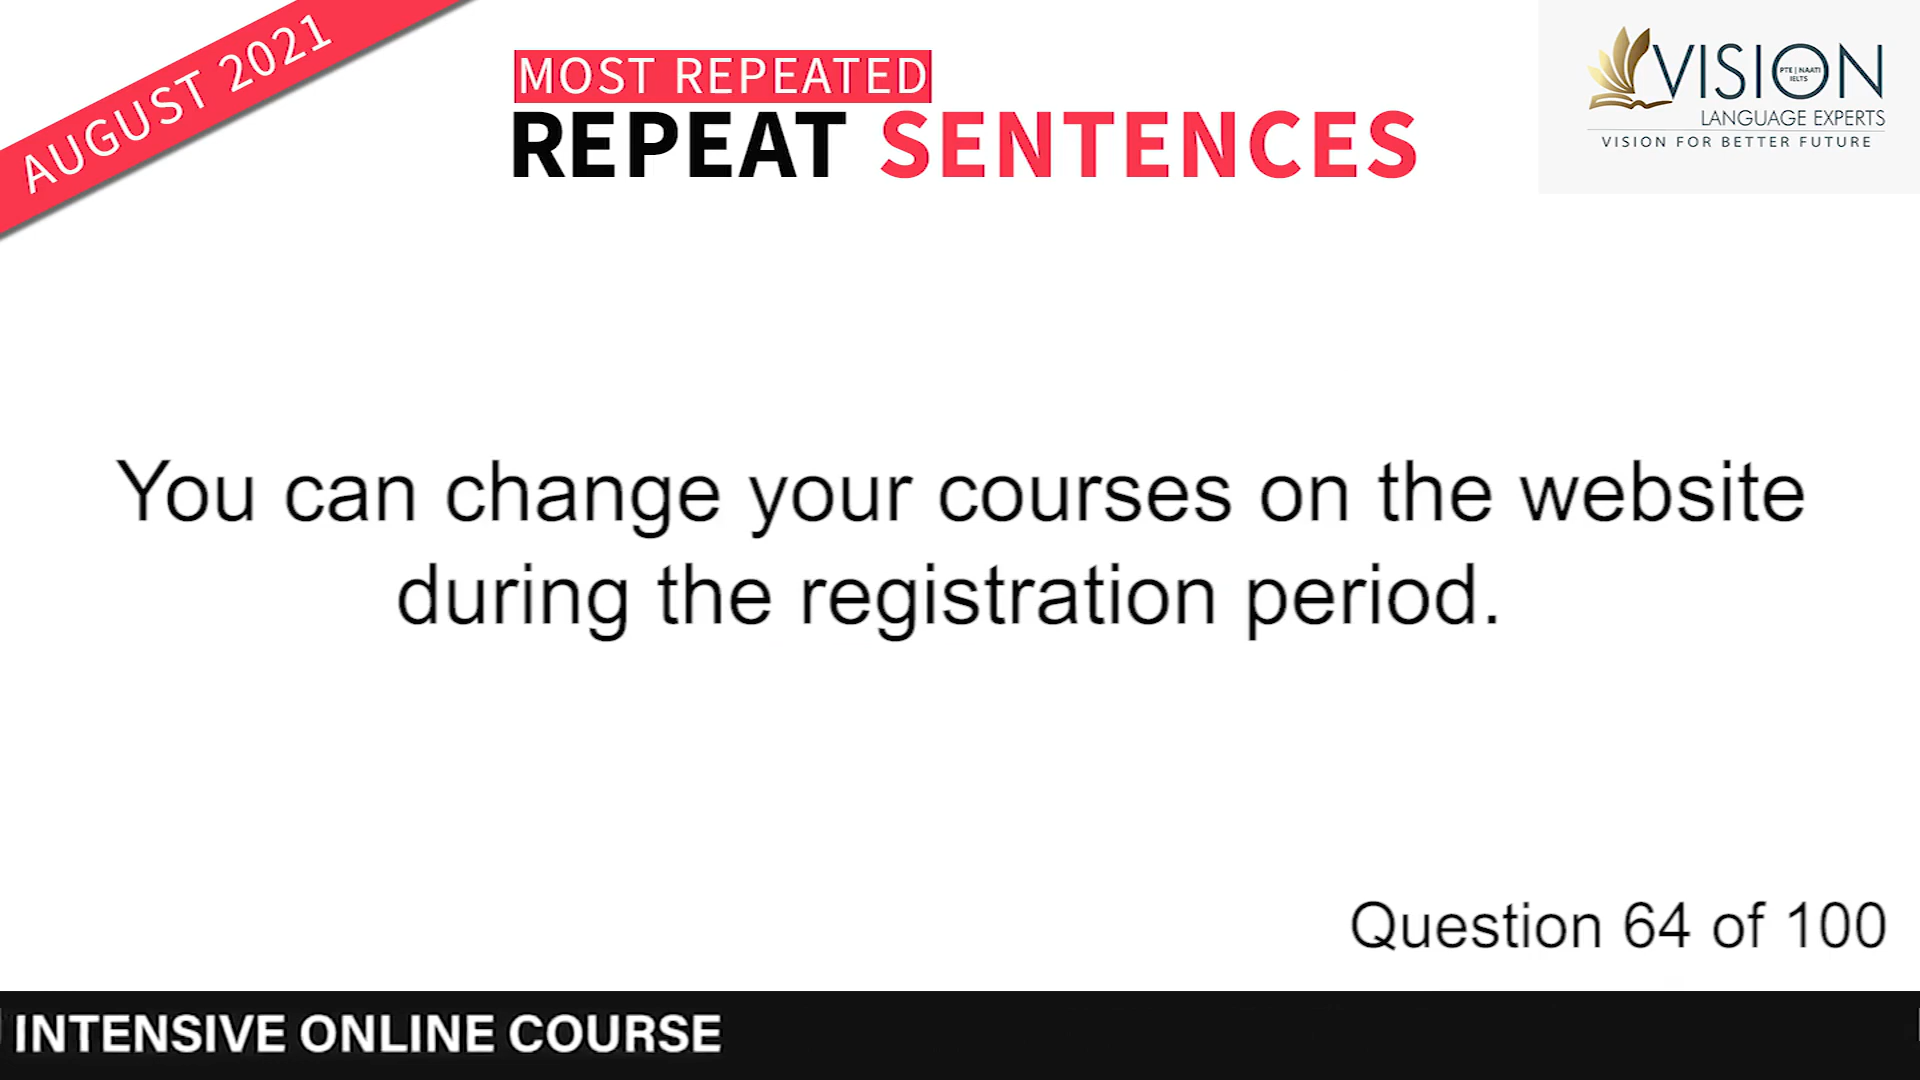 AUGUST 2021
MOST REPEATED
REPEAT SENTENCES
VISION
PTE | NAATI
IELTS
LANGUAGE EXPERTS
VISION FOR BETTER FUTURE
You can change your courses on the website
during the registration period.
Question 64 of 100
INTENSIVE ONLINE COURSE